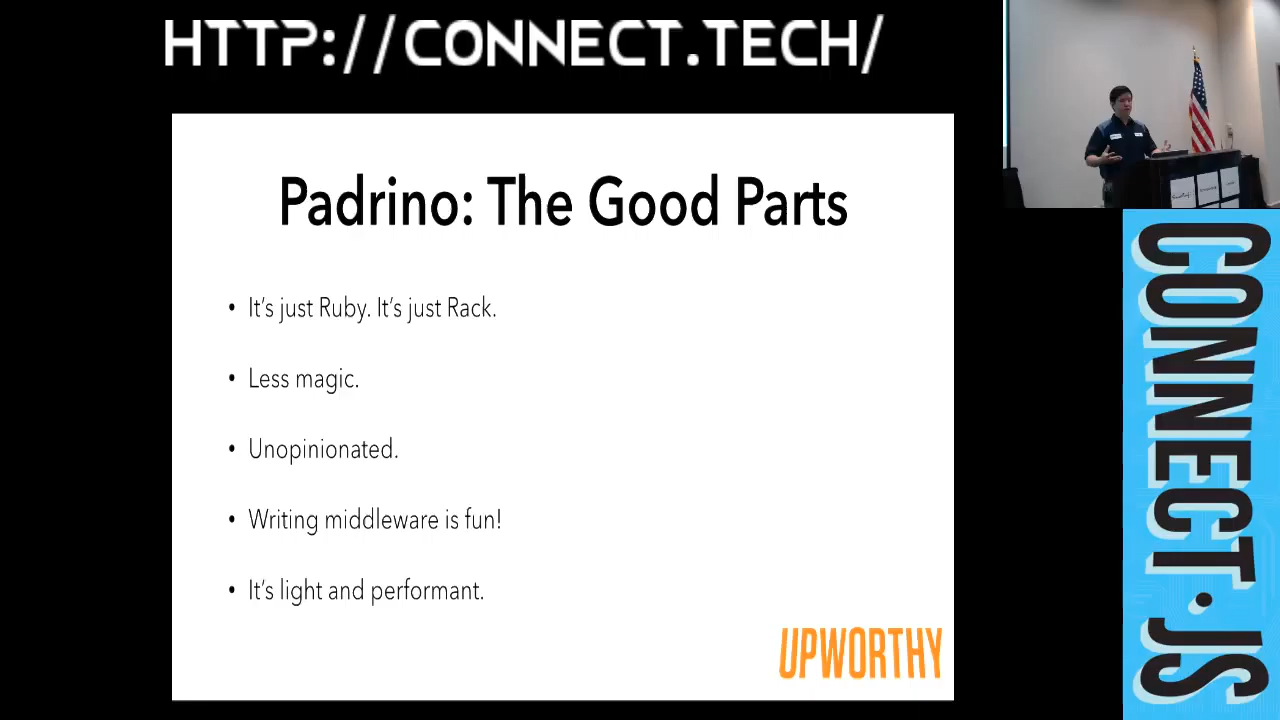 HTTP://CONNECT.TECH/
Padrino: The Good Parts
• It's just Ruby. It's just Rack.
• Less magic.
• Unopinionated.
• Writing middleware is fun!
• It's light and performant.
UPWORTHY
CONNECT.JS